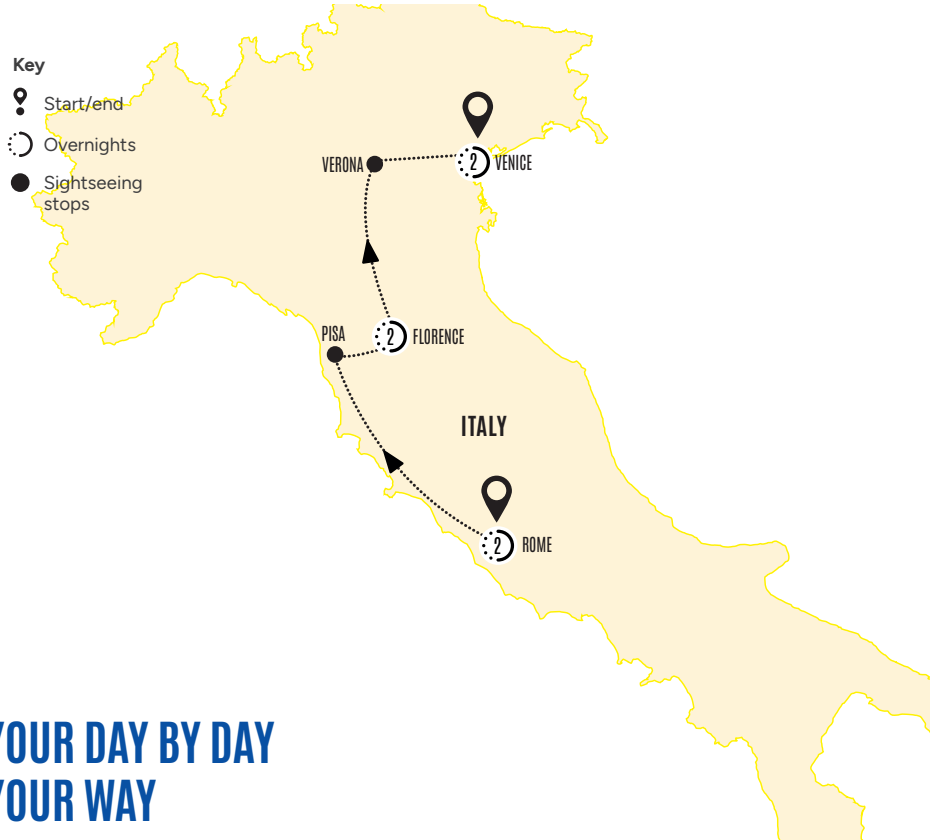 Key
Start/end
Overnights
Sightseeing
stops
VERONA
2
VENICE
PISA
2
FLORENCE
ITALY
2
ROME
YOUR DAY BY DAY
YOUR WAY